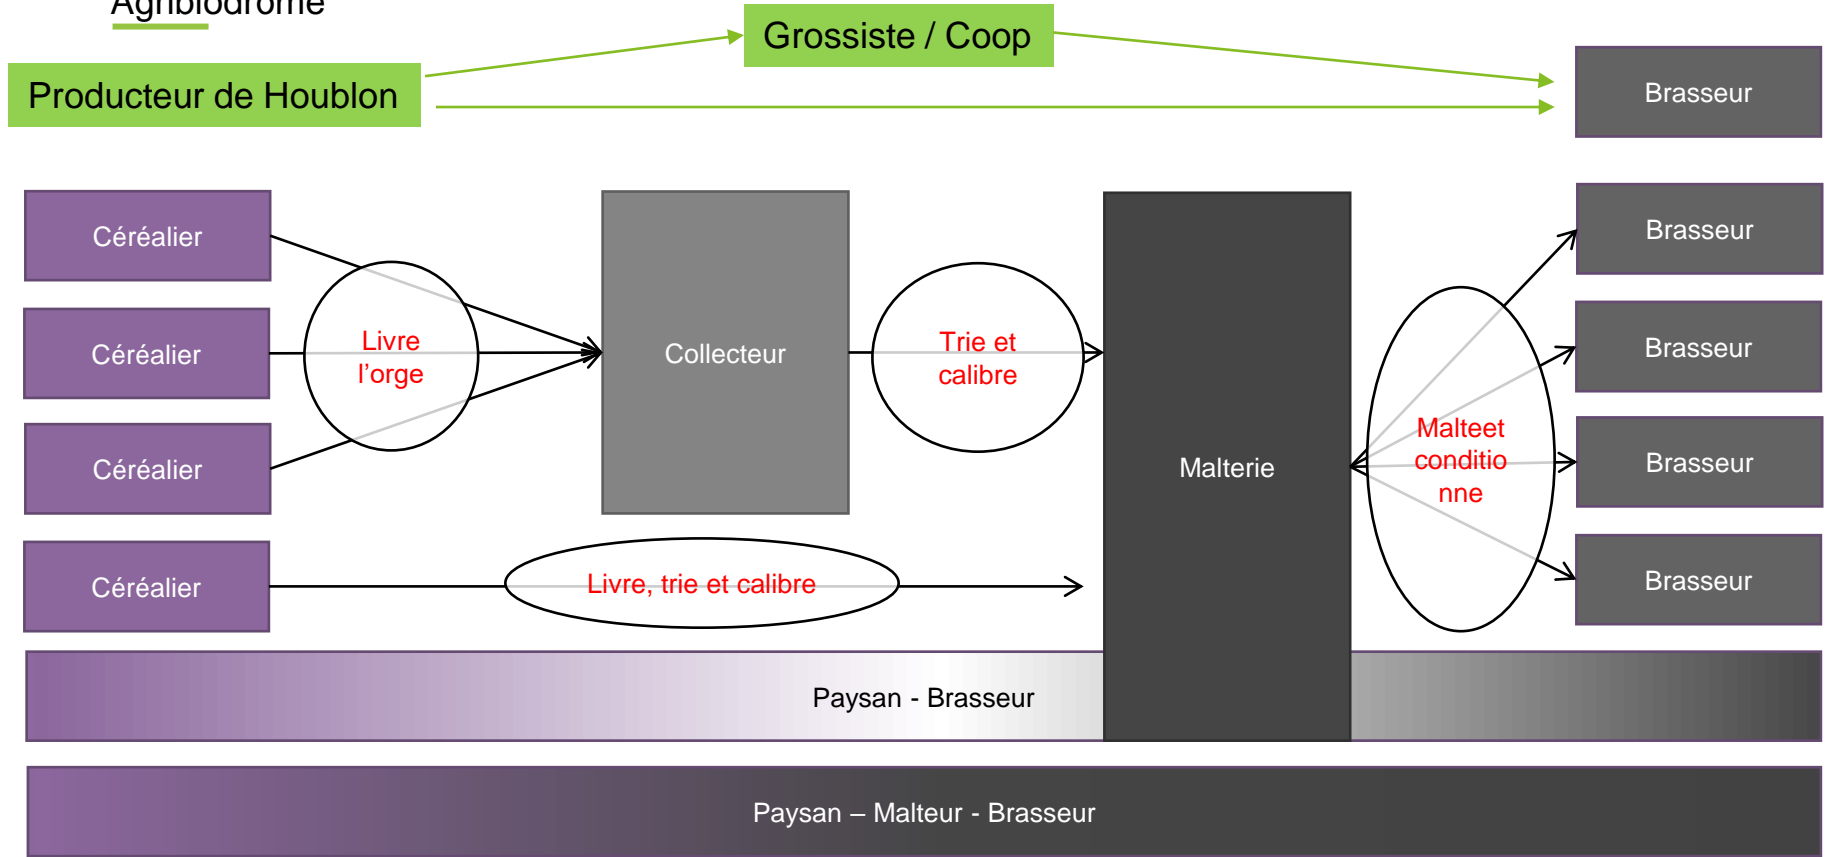 Agribiodrome
Grossiste / Coop
Producteur de Houblon
Brasseur
Céréalier
Brasseur
Céréalier
Livre
l'orge
Collecteur
Trie et
calibre
Brasseur
Céréalier
Malterie
Malteet
conditio
nne
Brasseur
Céréalier
Livre, trie et calibre
Brasseur
Paysan - Brasseur
Paysan – Malteur - Brasseur